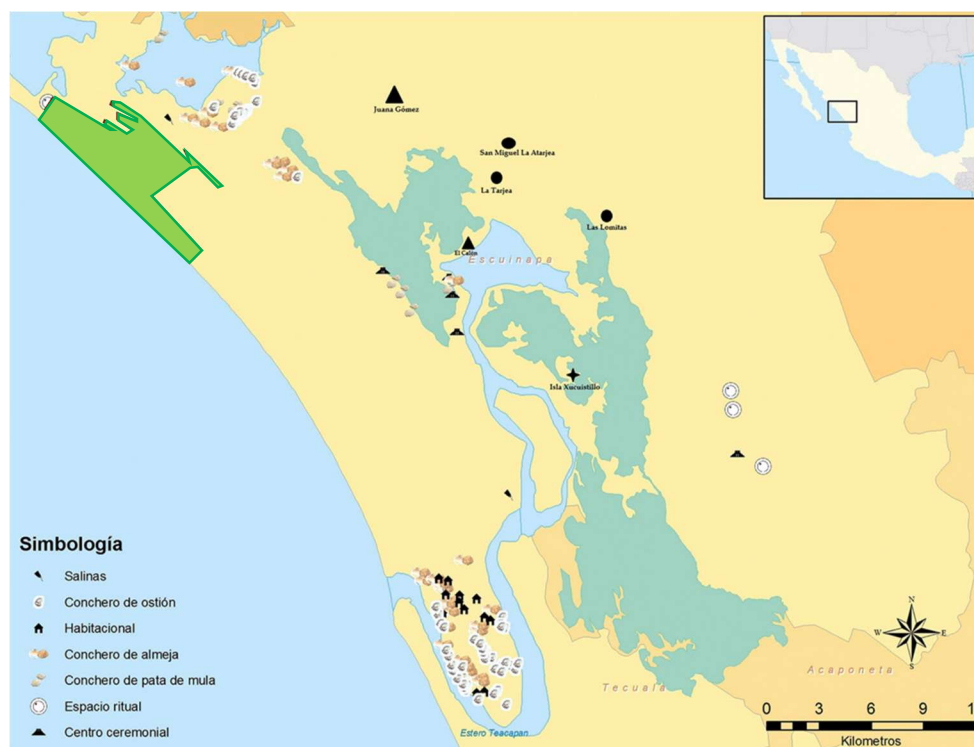 Juana Gómez
San Miguel La Atarjea
La Tarjea
Las Lomitas
El Calón
Escuinapa
Isla Xucuistillo
Simbología
Salinas
Conchero de ostión
Habitacional
Conchero de almeja
Conchero de pata de mula
Espacio ritual
Centro ceremonial
N
W E
S
Acaponeta
Tecuala
Estero Teacapan
0 3 6 9 1
Kilometros